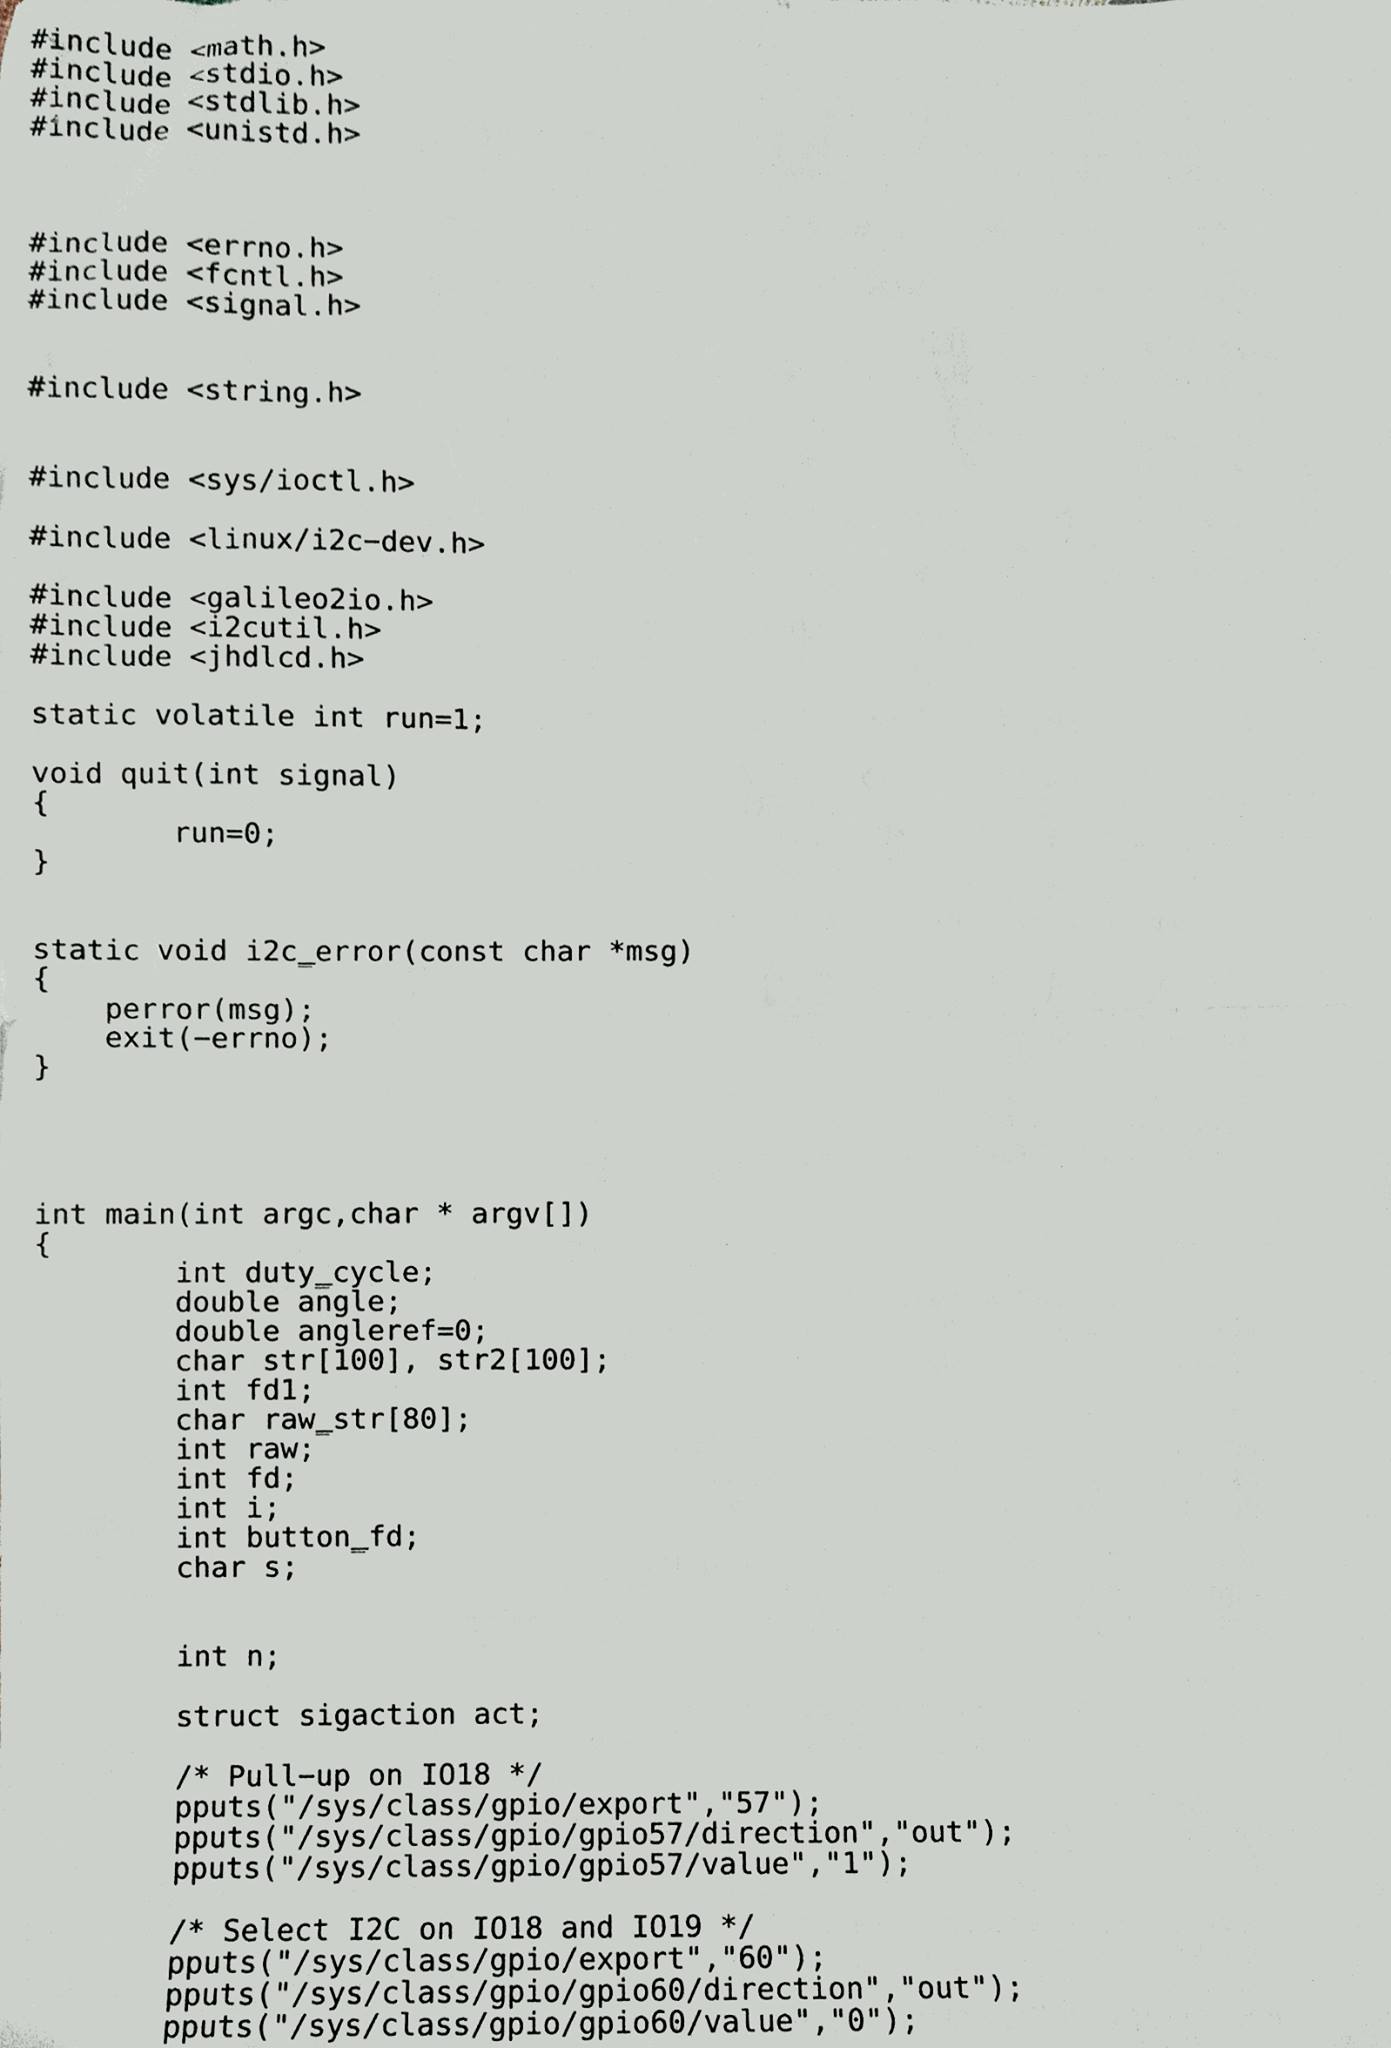 #include <math.h>
#include <stdio.h>
#include <stdlib.h>
#include <unistd.h>
#include <errno.h>
#include <fcntl.h>
#include <signal.h>
#include <string.h>
#include <sys/ioctl.h>
#include <linux/i2c-dev.h>
#include <galileo2io.h>
#include <i2cutil.h>
#include <jhdlcd.h>
static volatile int run=1;
void quit(int signal)
{
run=0;
}
static void i2c_error(const char *msg)
{
perror(msg);
exit(-errno);
}
int main(int argc,char * argv[])
{
int duty_cycle;
double angle;
double angleref=0;
char str[100], str2[100];
int fd1;
char raw_str[80];
int raw;
int fd;
int i;
int button_fd;
char s;
int n;
struct sigaction act;
/* Pull-up on IO18 */
pputs("/sys/class/gpio/export","57");
pputs("/sys/class/gpio/gpio57/direction","out");
pputs("/sys/class/gpio/gpio57/value","1");
/* Select I2C on IO18 and IO19 */
pputs("/sys/class/gpio/export","60");
pputs("/sys/class/gpio/gpio60/direction","out");
pputs("/sys/class/gpio/gpio60/value","0");